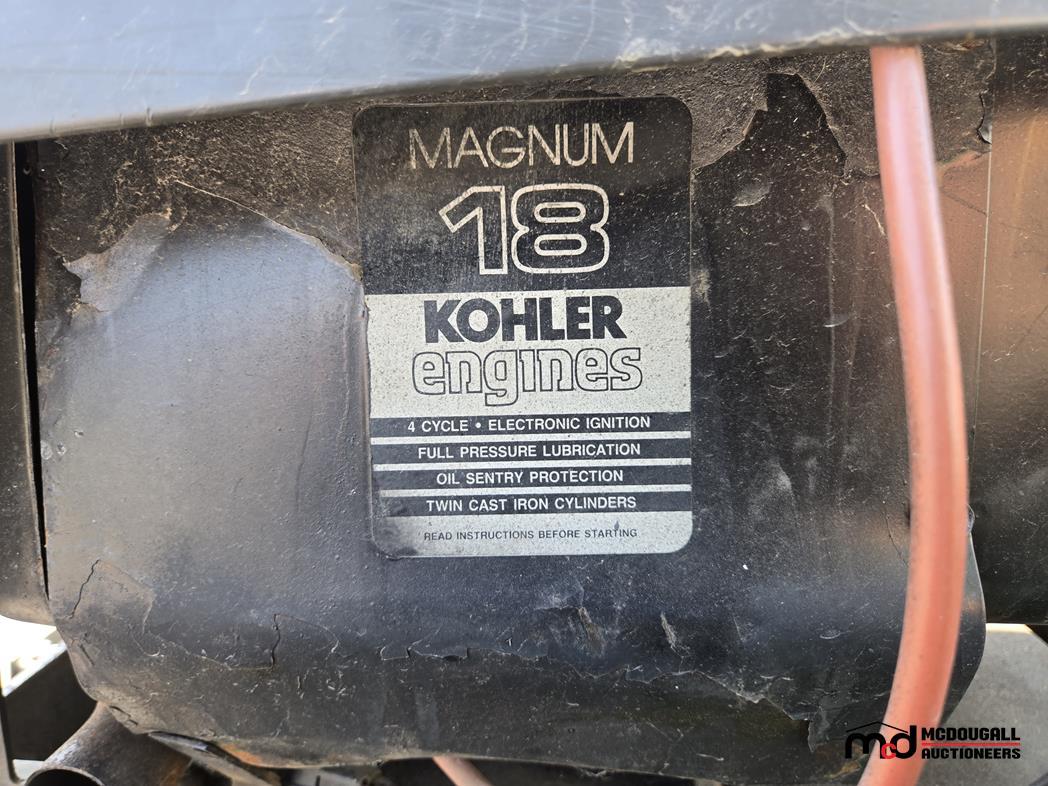 MAGNUM
18
KOHLER
engines
4 CYCLE • ELECTRONIC IGNITION
FULL PRESSURE LUBRICATION
OIL SENTRY PROTECTION
TWIN CAST IRON CYLINDERS
READ INSTRUCTIONS BEFORE STARTING
mcd MCDOUGALL
AUCTIONEERS